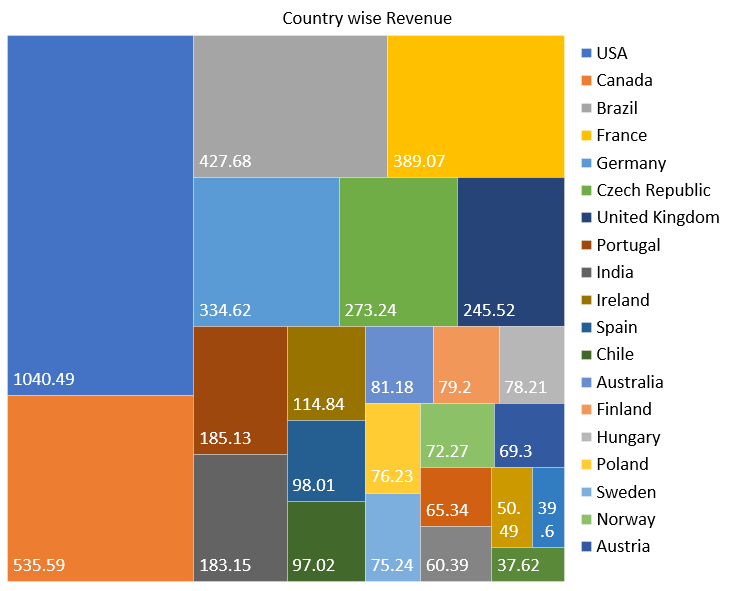 Country wise Revenue
1040.49
535.59
427.68
389.07
334.62
273.24
245.52
185.13
183.15
114.84
98.01
97.02
81.18
79.2
78.21
76.23
75.24
72.27
69.3
65.34
60.39
50.
49
39
.6
37.62
USA
Canada
Brazil
France
Germany
Czech Republic
United Kingdom
Portugal
India
Ireland
Spain
Chile
Australia
Finland
Hungary
Poland
Sweden
Norway
Austria